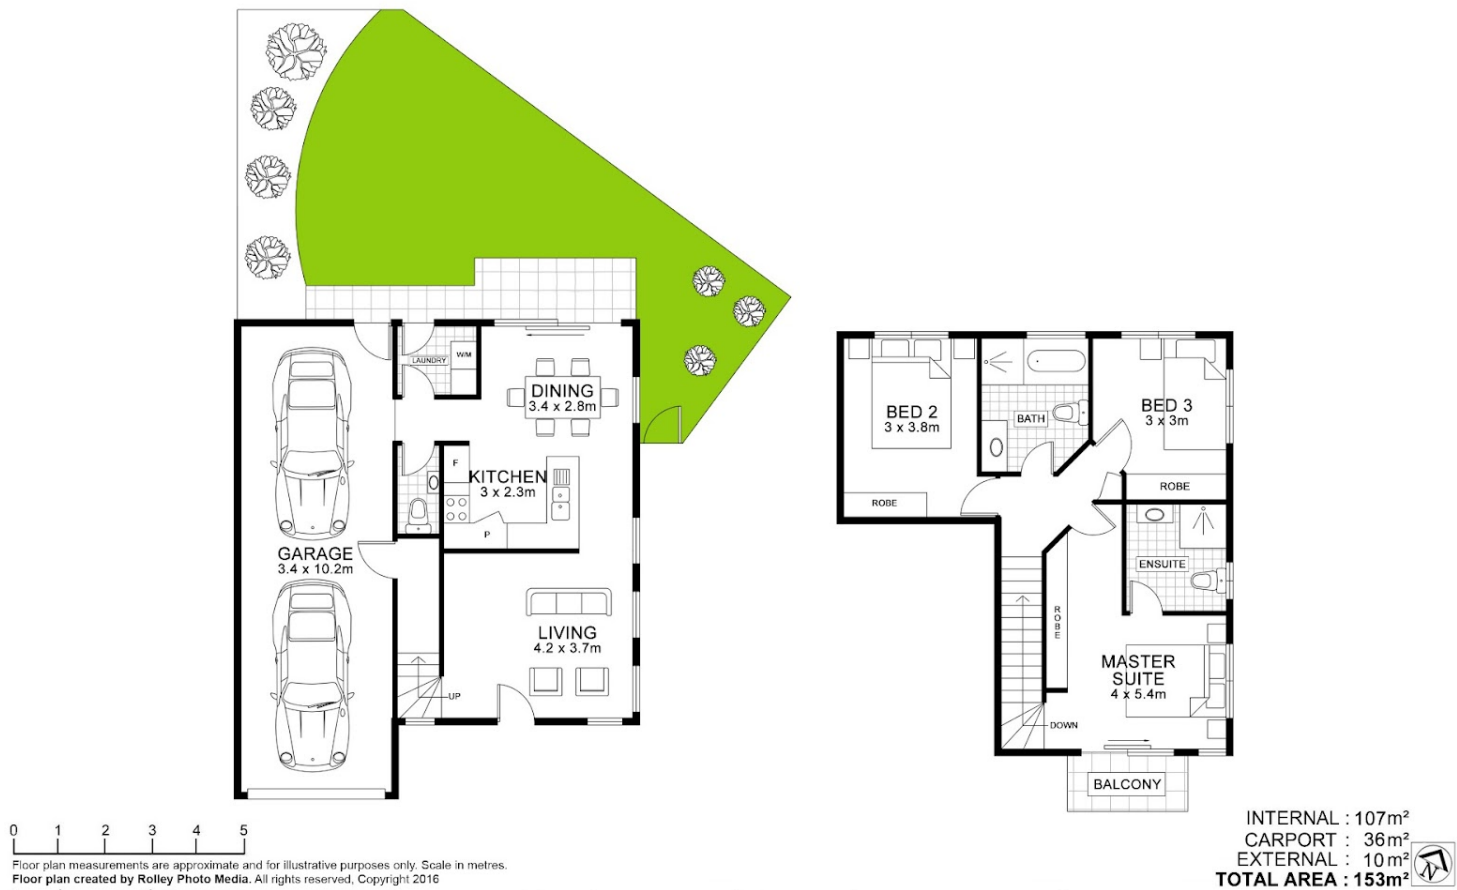 LAUNDRY
W/M
DINING
3.4 x 2.8m
F
KITCHEN
3 x 2.3m
P
GARAGE
3.4 x 10.2m
LIVING
4.2 x 3.7m
UP
BED 2
3 x 3.8m
ROBE
BATH
BED 3
3 x 3m
ROBE
ENSUITE
ROBE
MASTER
SUITE
4 x 5.4m
DOWN
BALCONY
0 1 2 3 4 5
Floor plan measurements are approximate and for illustrative purposes only. Scale in metres.
Floor plan created by Rolley Photo Media. All rights reserved, Copyright 2016
INTERNAL : 107m²
CARPORT : 36m²
EXTERNAL : 10m²
TOTAL AREA : 153m²
N